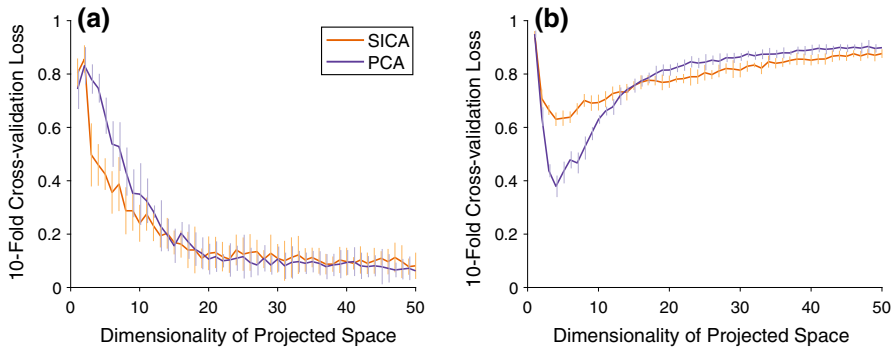 (a)
10-Fold Cross-validation Loss
1
0.8
0.6
0.4
0.2
0
0 10 20 30 40 50
Dimensionality of Projected Space
SICA
PCA
(b)
10-Fold Cross-validation Loss
1
0.8
0.6
0.4
0.2
0
0 10 20 30 40 50
Dimensionality of Projected Space